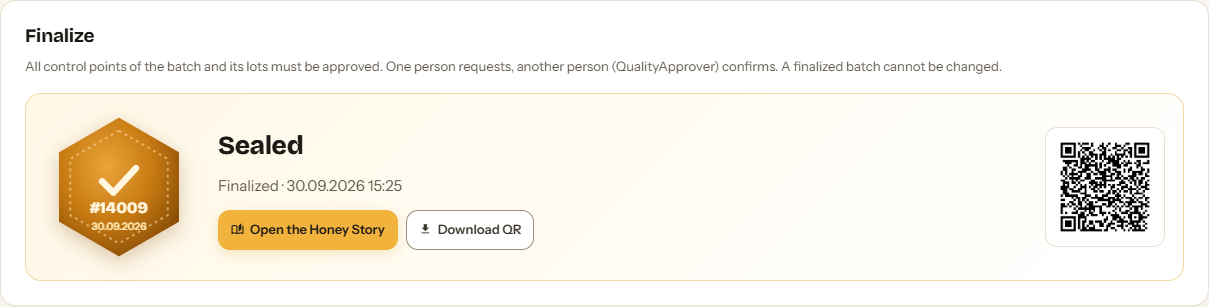 Finalize
All control points of the batch and its lots must be approved. One person requests, another person (QualityApprover) confirms. A finalized batch cannot be changed.
#14009
30.09.2026
Sealed
Finalized · 30.09.2026 15:25
Open the Honey Story
Download QR